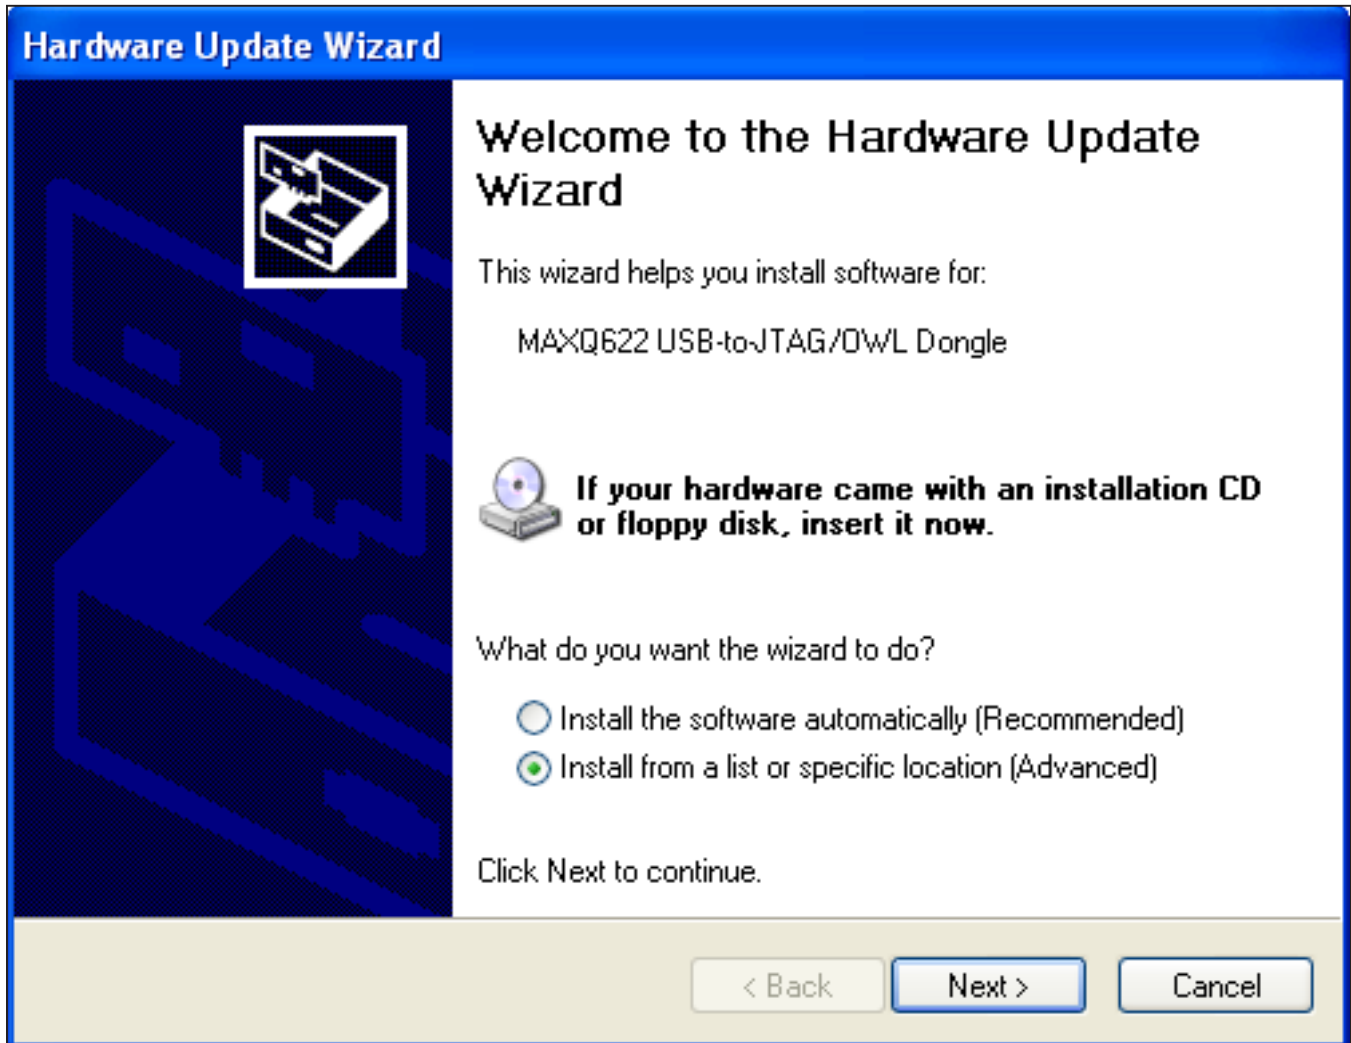 Hardware Update Wizard
Welcome to the Hardware Update
Wizard
This wizard helps you install software for:
MAXQ622 USB-to-JTAG/OWL Dongle
If your hardware came with an installation CD
or floppy disk, insert it now.
What do you want the wizard to do?
Install the software automatically (Recommended)
Install from a list or specific location (Advanced)
Click Next to continue.
< Back
Next >
Cancel